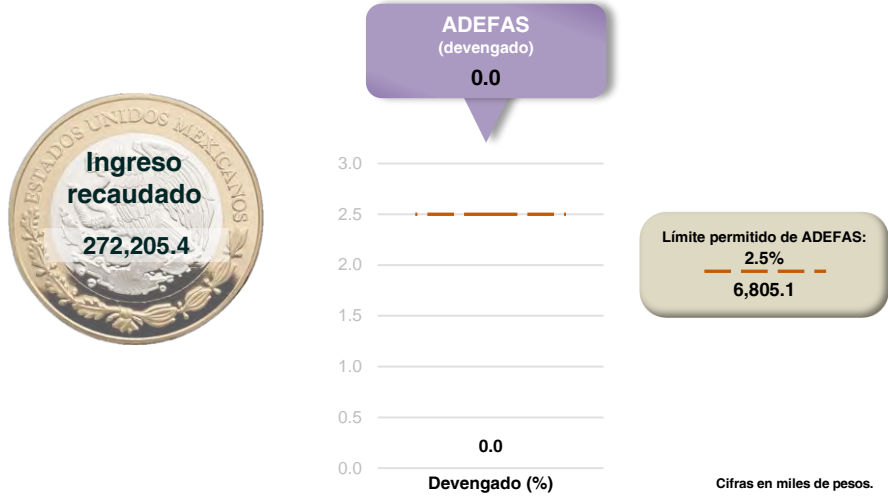 ADEFAS
(devengado)
0.0
ESTADOS UNIDOS MEXICANOS
Ingreso
recaudado
272,205.4
3.0
2.5
2.0
1.5
1.0
0.5
0.0
0.0
Devengado (%)
Límite permitido de ADEFAS:
2.5%
6,805.1
Cifras en miles de pesos.